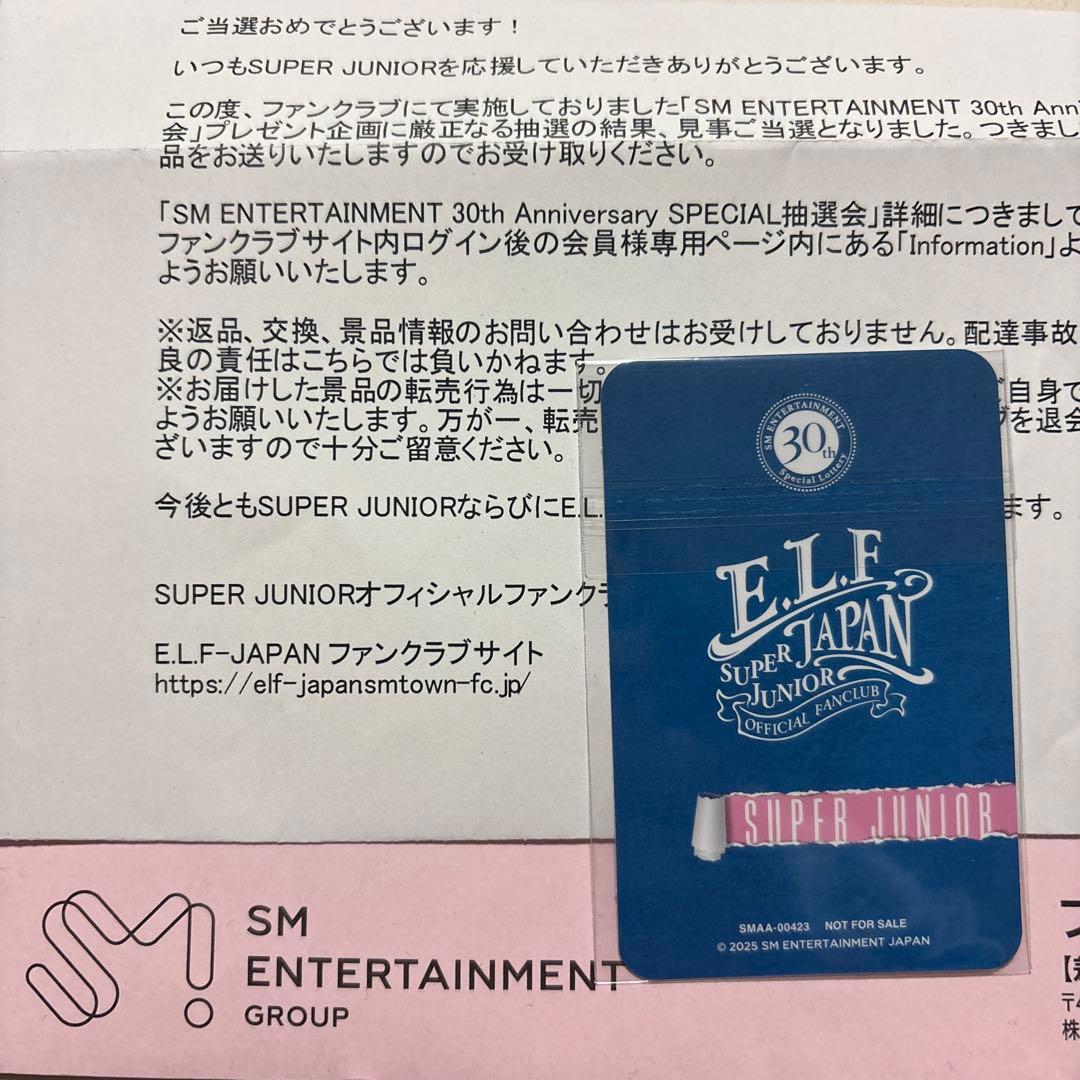 ご当選おめでとうございます！
いつもSUPER JUNIORを応援していただきありがとうございます。
この度、ファンクラブにて実施しておりました「SM ENTERTAINMENT 30th Anni
会」プレゼント企画に厳正なる抽選の結果、見事ご当選となりました。つきまし
品をお送りいたしますのでお受け取りください。
「SM ENTERTAINMENT 30th Anniversary SPECIAL抽選会」詳細につきまして
ファンクラブサイト内ログイン後の会員様専用ページ内にある「Information」よ
ようお願いいたします。
※返品、交換、景品情報のお問い合わせはお受けしておりません。配達事故
良の責任はこちらでは負いかねます。
※お届けした景品の転売行為は一切
ご自身で
ようお願いいたします。万が一、転売
ブを退会
ざいますので十分ご留意ください。
今後ともSUPER JUNIORならびにE.L.
ます。
SUPER JUNIORオフィシャルファンクラ
E.L.F-JAPAN ファンクラブサイト
https://elf-japansmtown-fc.jp/
SM ENTERTAINMENT
30th
Special Lottery
E.L.F
JAPAN
SUPER
JUNIOR
OFFICIAL FANCLUB
SUPER JUNIOR
SMAA-00423 NOT FOR SALE
© 2025 SM ENTERTAINMENT JAPAN
SM
ENTERTAINMENT
GROUP
〒4
株